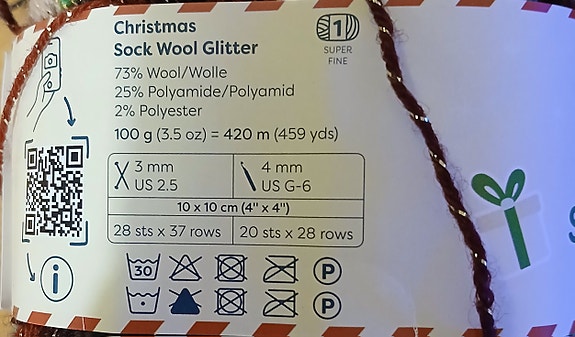 Christmas
Sock Wool Glitter
1
SUPER
FINE
73% Wool/Wolle
25% Polyamide/Polyamid
2% Polyester
100 g (3.5 oz) = 420 m (459 yds)
3 mm
US 2.5
4 mm
US G-6
10 x 10 cm (4" x 4")
28 sts x 37 rows
20 sts x 28 rows
30
P
P
i